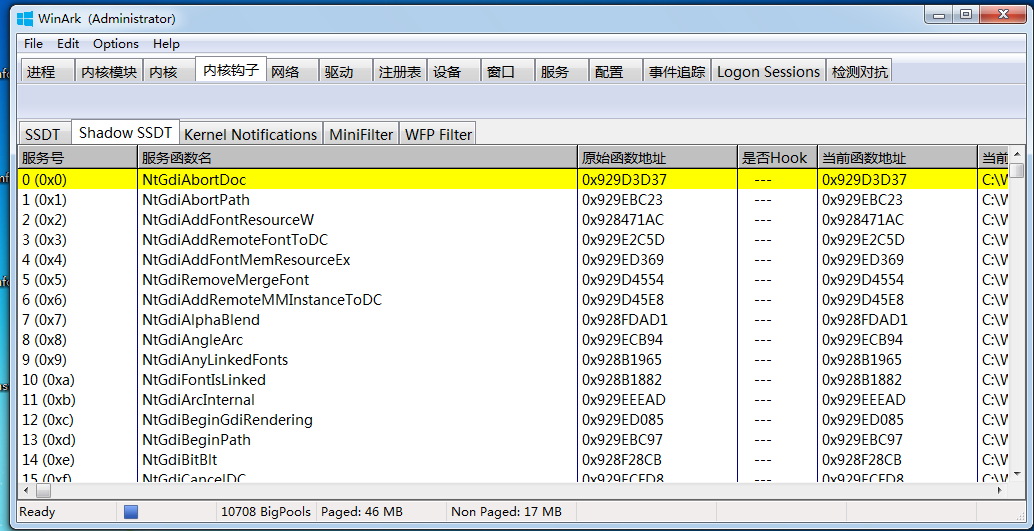 WinArk (Administrator)
File Edit Options Help
进程 内核模块 内核 内核钩子 网络 驱动 注册表 设备 窗口 服务 配置 事件追踪 Logon Sessions 检测对抗
SSDT Shadow SSDT Kernel Notifications MiniFilter WFP Filter
服务号 服务函数名 原始函数地址 是否Hook 当前函数地址 当前
0 (0x0) NtGdiAbortDoc 0x929D3D37 --- 0x929D3D37 C:\W
1 (0x1) NtGdiAbortPath 0x929EBC23 --- 0x929EBC23 C:\W
2 (0x2) NtGdiAddFontResourceW 0x928471AC --- 0x928471AC C:\W
3 (0x3) NtGdiAddRemoteFontToDC 0x929E2C5D --- 0x929E2C5D C:\W
4 (0x4) NtGdiAddFontMemResourceEx 0x929ED369 --- 0x929ED369 C:\W
5 (0x5) NtGdiRemoveMergeFont 0x929D4554 --- 0x929D4554 C:\W
6 (0x6) NtGdiAddRemoteMMInstanceToDC 0x929D45E8 --- 0x929D45E8 C:\W
7 (0x7) NtGdiAlphaBlend 0x928FDAD1 --- 0x928FDAD1 C:\W
8 (0x8) NtGdiAngleArc 0x929ECB94 --- 0x929ECB94 C:\W
9 (0x9) NtGdiAnyLinkedFonts 0x928B1965 --- 0x928B1965 C:\W
10 (0xa) NtGdiFontIsLinked 0x928B1882 --- 0x928B1882 C:\W
11 (0xb) NtGdiArcInternal 0x929EEEAD --- 0x929EEEAD C:\W
12 (0xc) NtGdiBeginGdiRendering 0x929ED085 --- 0x929ED085 C:\W
13 (0xd) NtGdiBeginPath 0x929EBC97 --- 0x929EBC97 C:\W
14 (0xe) NtGdiBitBlt 0x928F28CB --- 0x928F28CB C:\W
15 (0xf) NtGdiCancelDC 0x929ECFD8 --- 0x929ECFD8 C:\W
Ready 10708 BigPools Paged: 46 MB Non Paged: 17 MB